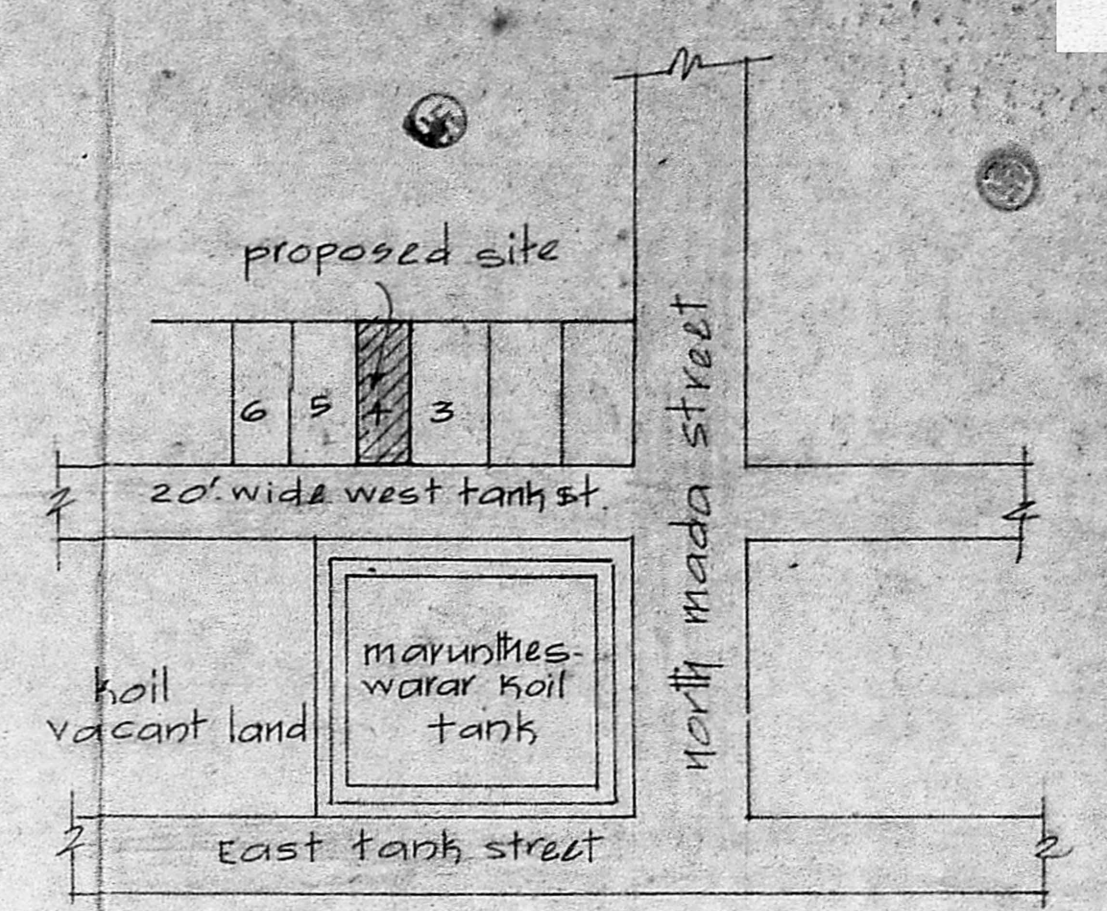 proposed site
6 5 4 3
20'. wide west tank st.
north mada street
marunthes-
warar koil
tank
koil
vacant land
East tank street